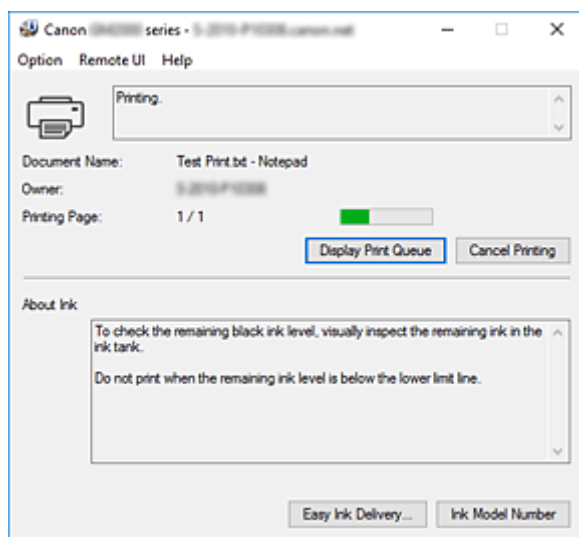 Canon series -
Option Remote UI Help
Printing.
Document Name: Test Print.txt - Notepad
Owner:
Printing Page: 1 / 1
Display Print Queue Cancel Printing
About Ink
To check the remaining black ink level, visually inspect the remaining ink in the
ink tank.
Do not print when the remaining ink level is below the lower limit line.
Easy Ink Delivery... Ink Model Number